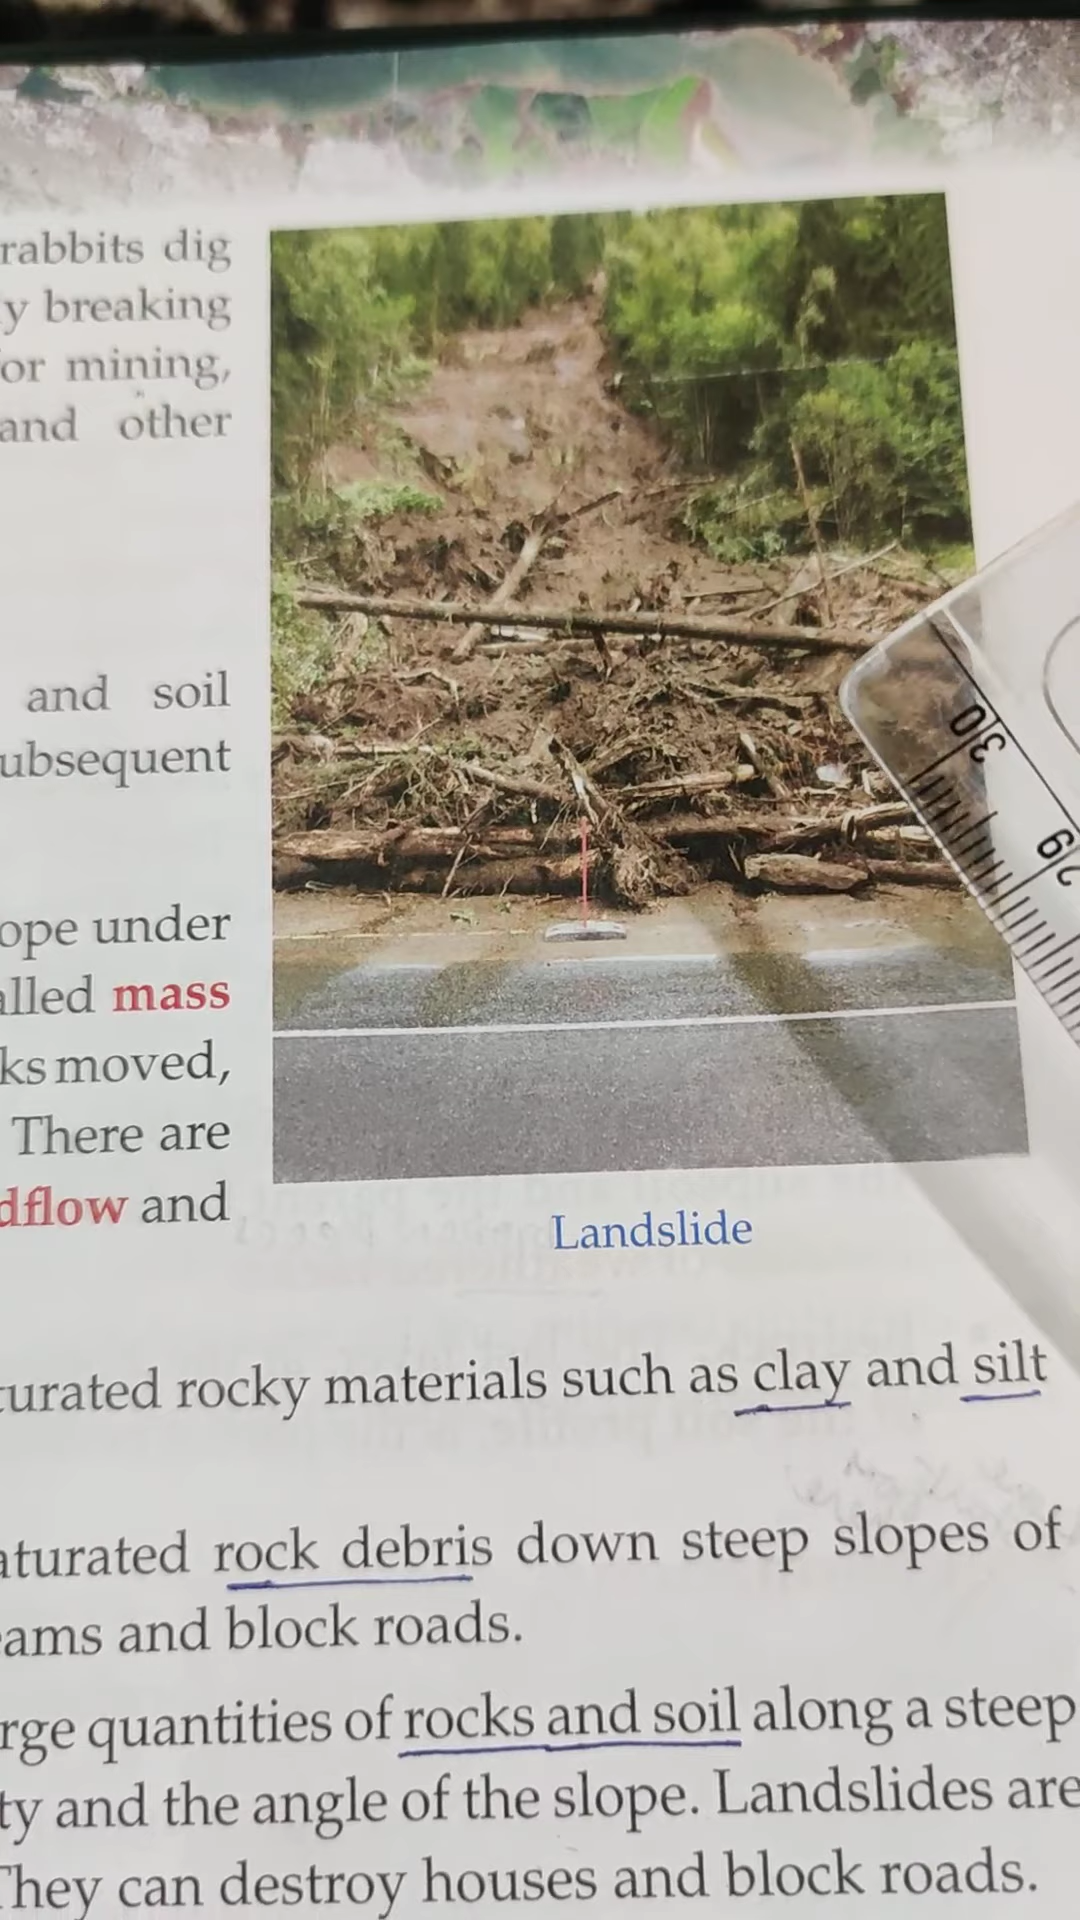 rabbits dig
y breaking
or mining,
and other
and soil
ubsequent
ope under
alled mass
ks moved,
There are
dflow and
Landslide
30
29
turated rocky materials such as clay and silt
aturated rock debris down steep slopes of
eams and block roads.
rge quantities of rocks and soil along a steep
ty and the angle of the slope. Landslides are
They can destroy houses and block roads.